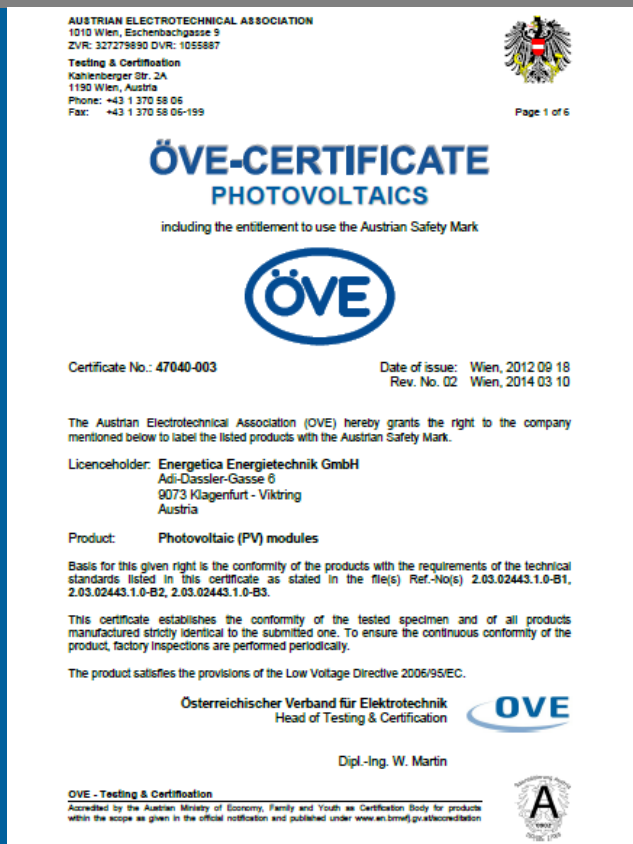 AUSTRIAN ELECTROTECHNICAL ASSOCIATION
1010 Wien, Eschenbachgasse 9
ZVR: 327279890 DVR: 1055887
Testing & Certification
Kahlenberger Str. 2A
1190 Wien, Austria
Phone: +43 1 370 58 06
Fax: +43 1 370 58 06-199
Page 1 of 6
ÖVE-CERTIFICATE
PHOTOVOLTAICS
including the entitlement to use the Austrian Safety Mark
ÖVE
Certificate No.: 47040-003
Date of issue: Wien, 2012 09 18
Rev. No. 02 Wien, 2014 03 10
The Austrian Electrotechnical Association (OVE) hereby grants the right to the company
mentioned below to label the listed products with the Austrian Safety Mark.
Licenceholder: Energetica Energietechnik GmbH
Adi-Dassler-Gasse 6
9073 Klagenfurt - Viktring
Austria
Product: Photovoltaic (PV) modules
Basis for this given right is the conformity of the products with the requirements of the technical
standards listed in this certificate as stated in the file(s) Ref.-No(s) 2.03.02443.1.0-B1,
2.03.02443.1.0-B2, 2.03.02443.1.0-B3.
This certificate establishes the conformity of the tested specimen and of all products
manufactured strictly identical to the submitted one. To ensure the continuous conformity of the
product, factory inspections are performed periodically.
The product satisfies the provisions of the Low Voltage Directive 2006/95/EC.
Österreichischer Verband für Elektrotechnik
Head of Testing & Certification
OVE
Dipl.-Ing. W. Martin
OVE - Testing & Certification
Accredited by the Austrian Ministry of Economy, Family and Youth as Certification Body for products
within the scope as given in the official notification and published under www.en.bmwfj.gv.at/accreditation
A